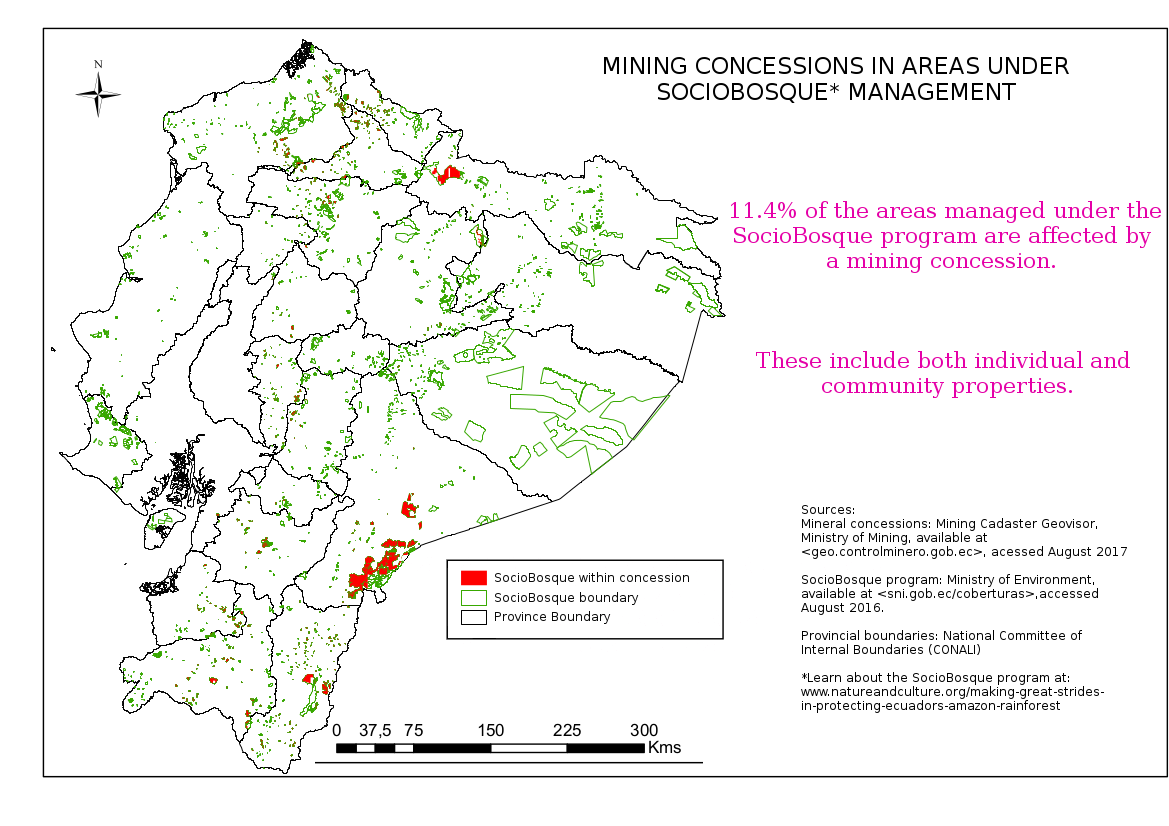 N
MINING CONCESSIONS IN AREAS UNDER
SOCIOBOSQUE* MANAGEMENT
11.4% of the areas managed under the
SocioBosque program are affected by
a mining concession.
These include both individual and
community properties.
Sources:
Mineral concessions: Mining Cadaster Geovisor,
Ministry of Mining, available at
<geo.controlminero.gob.ec>, acessed August 2017
SocioBosque program: Ministry of Environment,
available at <sni.gob.ec/coberturas>,accessed
August 2016.
Provincial boundaries: National Committee of
Internal Boundaries (CONALI)
*Learn about the SocioBosque program at:
www.natureandculture.org/making-great-strides-
in-protecting-ecuadors-amazon-rainforest
SocioBosque within concession
SocioBosque boundary
Province Boundary
0 37,5 75 150 225 300
Kms